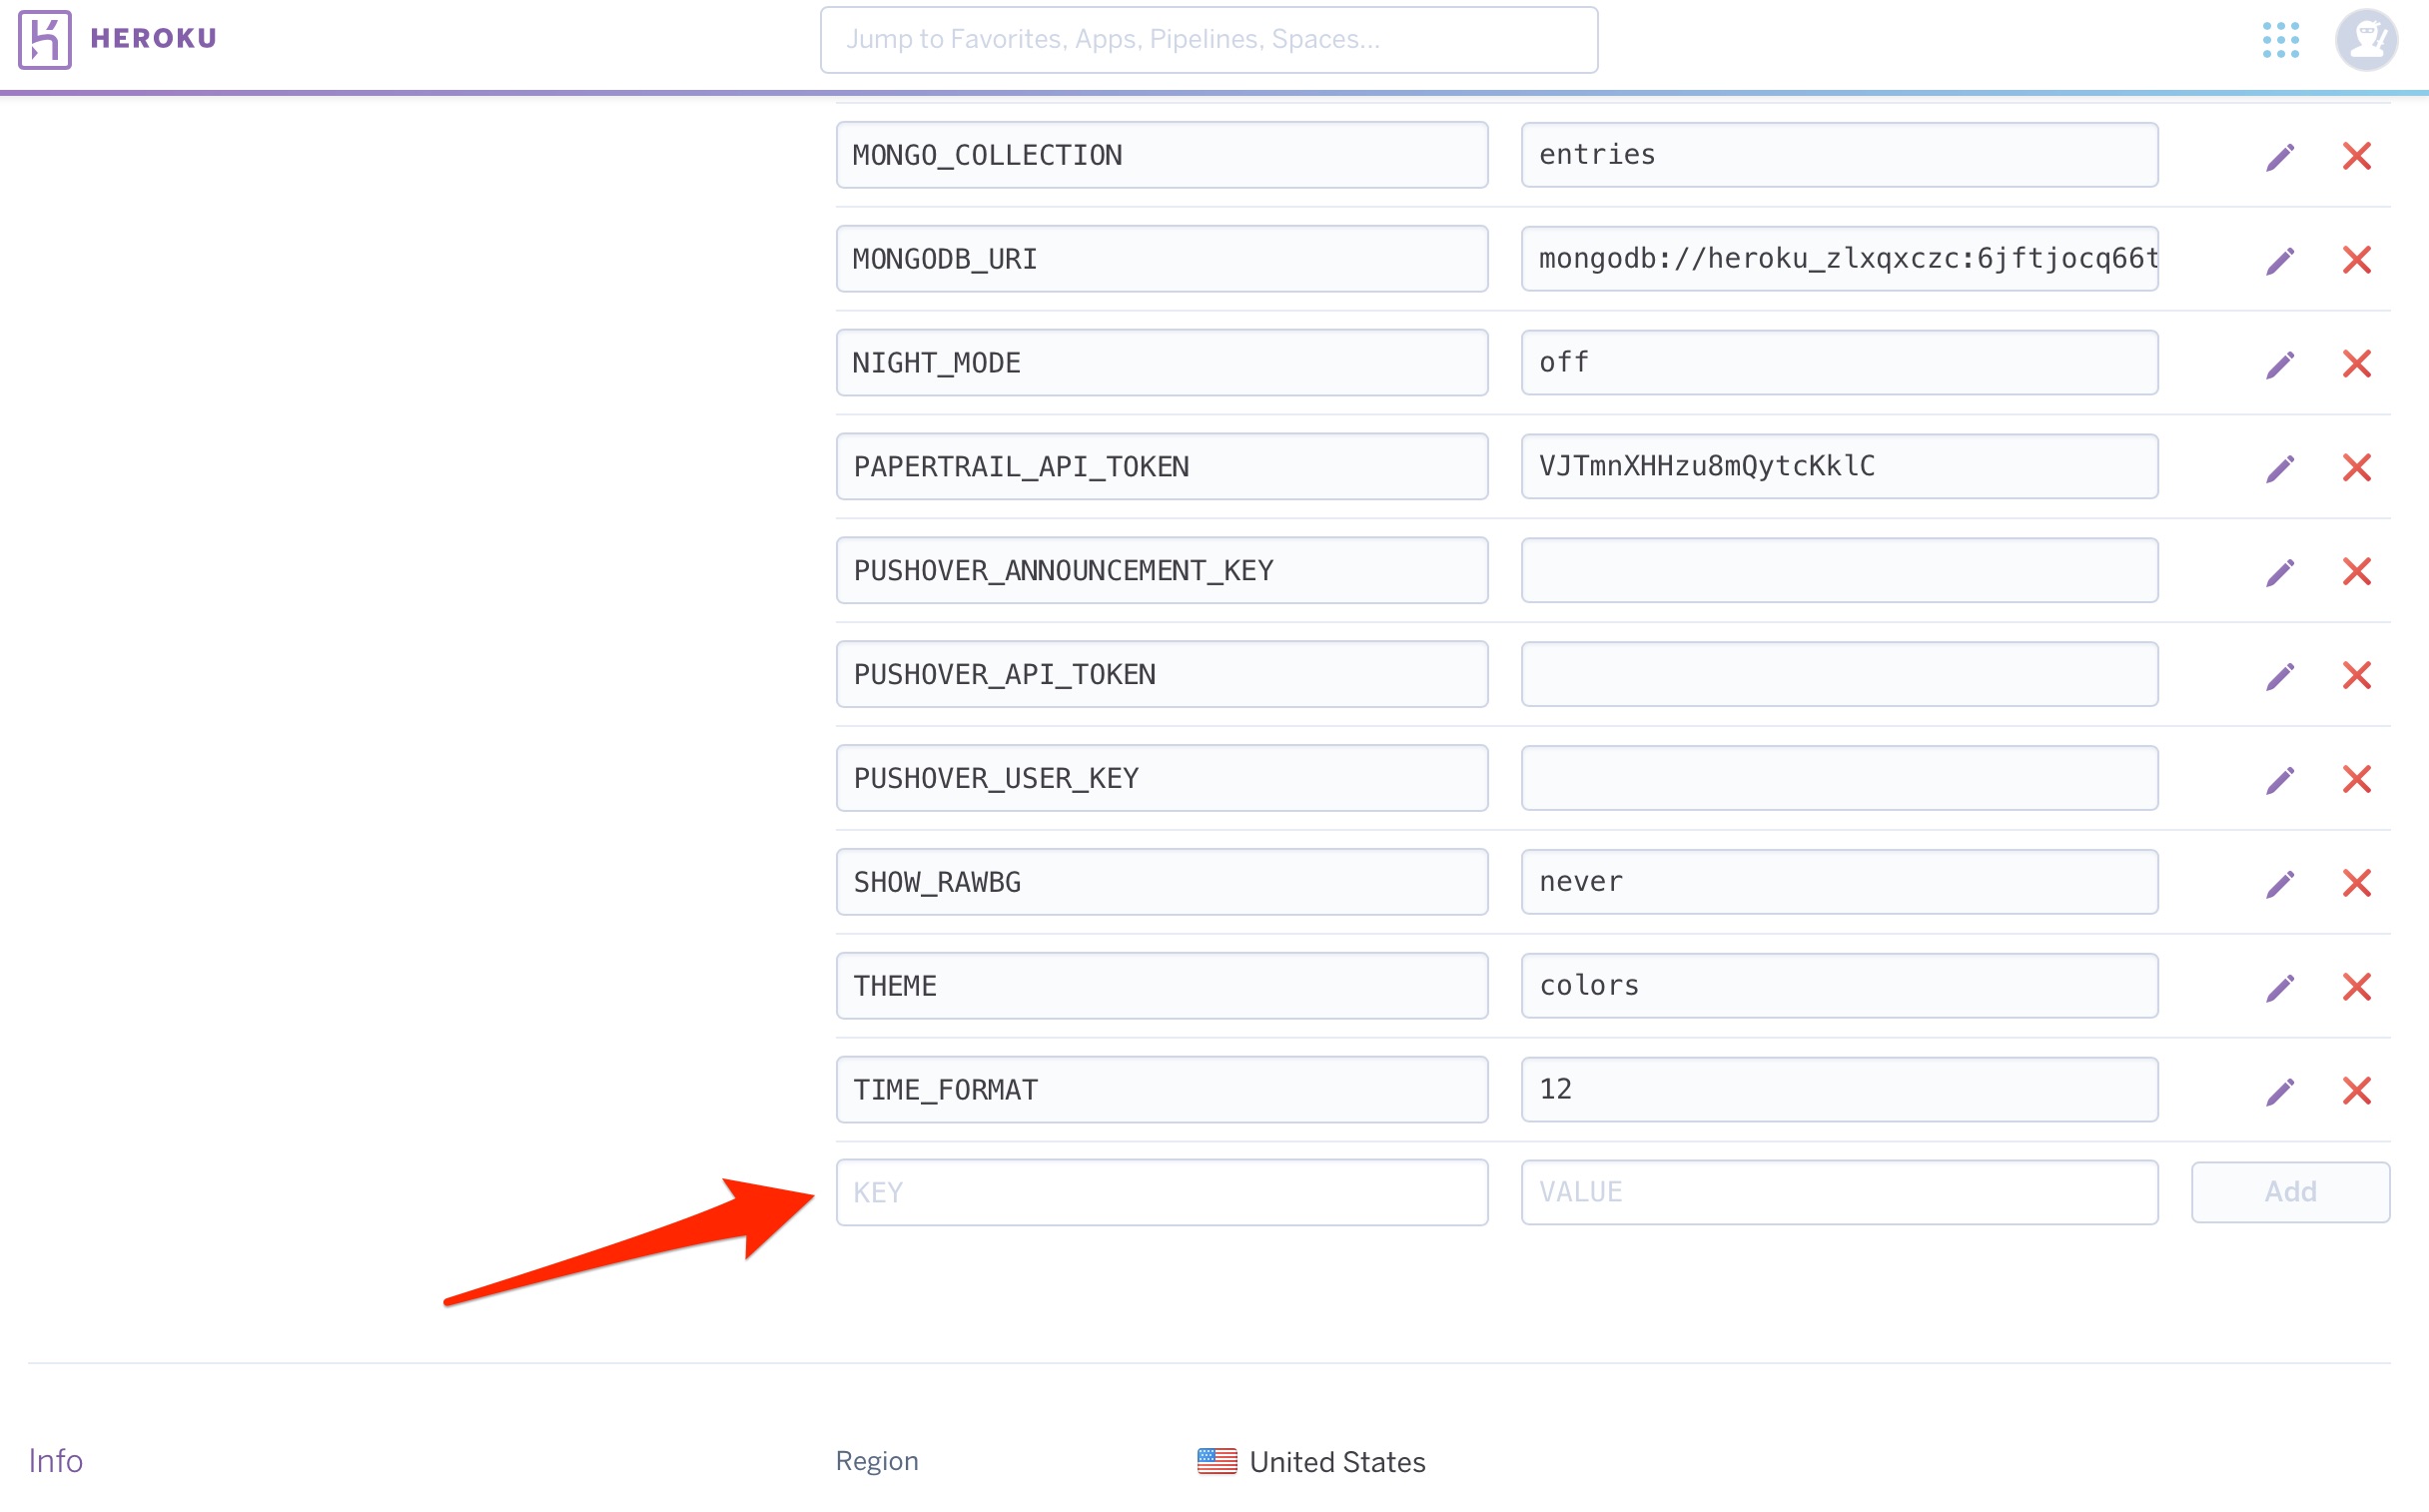 HEROKU
Jump to Favorites, Apps, Pipelines, Spaces...
MONGO_COLLECTION entries
MONGODB_URI mongodb://heroku_zlxqxczc:6jftjocq66t
NIGHT_MODE off
PAPERTRAIL_API_TOKEN VJTmnXHHzu8mQytcKklC
PUSHOVER_ANNOUNCEMENT_KEY
PUSHOVER_API_TOKEN
PUSHOVER_USER_KEY
SHOW_RAWBG never
THEME colors
TIME_FORMAT 12
KEY VALUE Add
Info Region United States